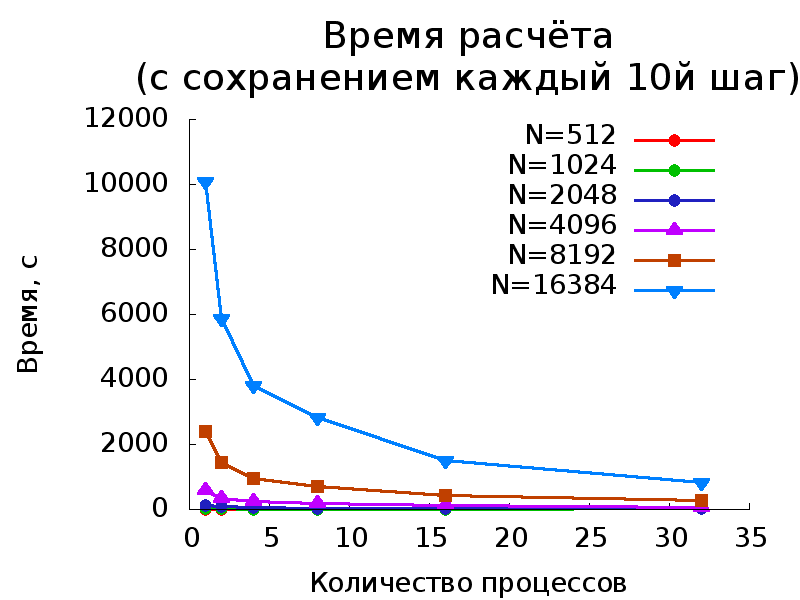 Время расчёта
(с сохранением каждый 10й шаг)
12000
10000
8000
6000
4000
2000
0
Время, с
N=512
N=1024
N=2048
N=4096
N=8192
N=16384
0 5 10 15 20 25 30 35
Количество процессов